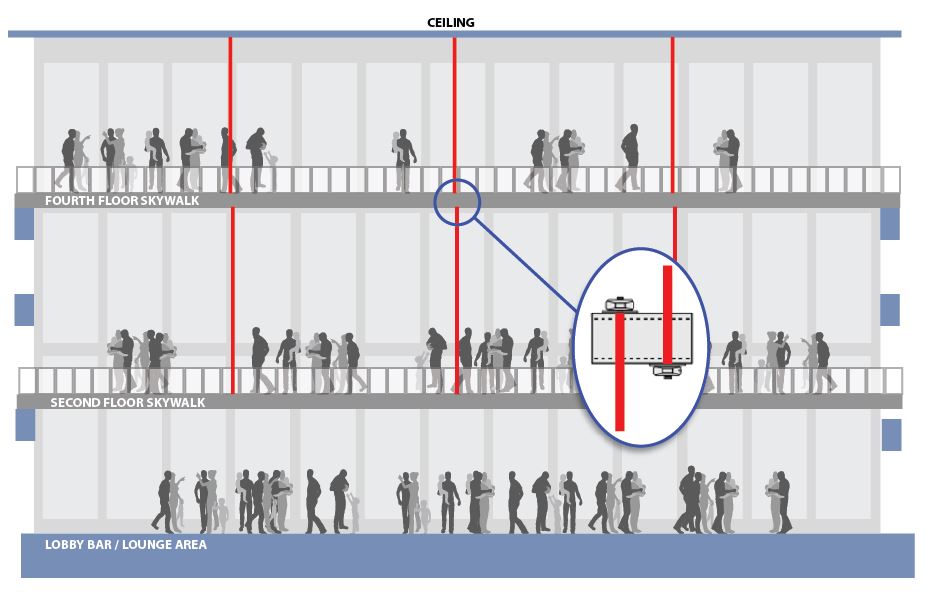 CEILING
FOURTH FLOOR SKYWALK
SECOND FLOOR SKYWALK
LOBBY BAR / LOUNGE AREA